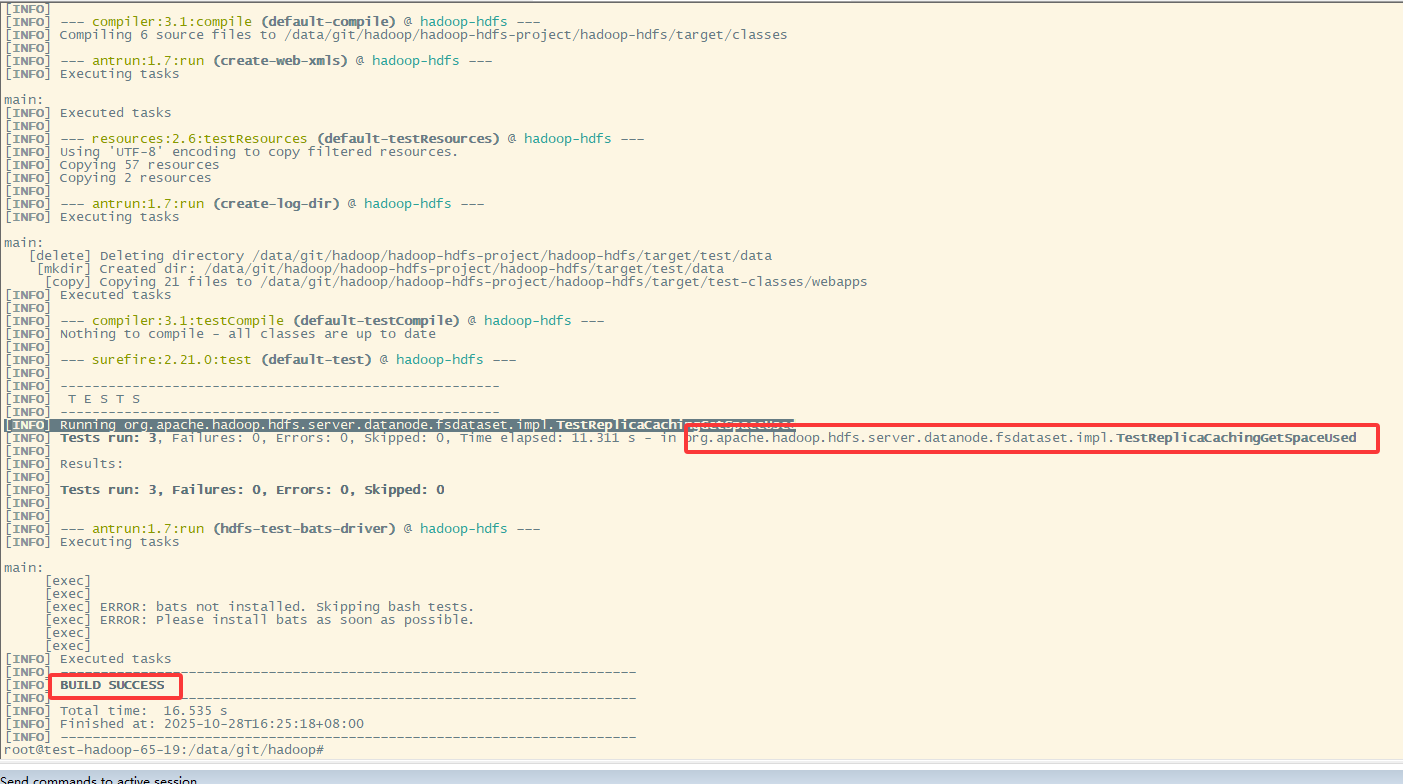 [INFO]
[INFO] --- compiler:3.1:compile (default-compile) @ hadoop-hdfs ---
[INFO] Compiling 6 source files to /data/git/hadoop/hadoop-hdfs-project/hadoop-hdfs/target/classes
[INFO]
[INFO] --- antrun:1.7:run (create-web-xmls) @ hadoop-hdfs ---
[INFO] Executing tasks
main:
[INFO] Executed tasks
[INFO]
[INFO] --- resources:2.6:testResources (default-testResources) @ hadoop-hdfs ---
[INFO] Using 'UTF-8' encoding to copy filtered resources.
[INFO] Copying 57 resources
[INFO] Copying 2 resources
[INFO]
[INFO] --- antrun:1.7:run (create-log-dir) @ hadoop-hdfs ---
[INFO] Executing tasks
main:
[delete] Deleting directory /data/git/hadoop/hadoop-hdfs-project/hadoop-hdfs/target/test/data
[mkdir] Created dir: /data/git/hadoop/hadoop-hdfs-project/hadoop-hdfs/target/test/data
[copy] Copying 21 files to /data/git/hadoop/hadoop-hdfs-project/hadoop-hdfs/target/test-classes/webapps
[INFO] Executed tasks
[INFO]
[INFO] --- compiler:3.1:testCompile (default-testCompile) @ hadoop-hdfs ---
[INFO] Nothing to compile - all classes are up to date
[INFO]
[INFO] --- surefire:2.21.0:test (default-test) @ hadoop-hdfs ---
[INFO]
[INFO] -------------------------------------------------------
[INFO]  T E S T S
[INFO] -------------------------------------------------------
[INFO] Running org.apache.hadoop.hdfs.server.datanode.fsdataset.impl.TestReplicaCachingGetSpaceUsed
[INFO] Tests run: 3, Failures: 0, Errors: 0, Skipped: 0, Time elapsed: 11.311 s - in org.apache.hadoop.hdfs.server.datanode.fsdataset.impl.TestReplicaCachingGetSpaceUsed
[INFO]
[INFO] Results:
[INFO]
[INFO] Tests run: 3, Failures: 0, Errors: 0, Skipped: 0
[INFO]
[INFO]
[INFO] --- antrun:1.7:run (hdfs-test-bats-driver) @ hadoop-hdfs ---
[INFO] Executing tasks
main:
[exec]
[exec]
[exec] ERROR: bats not installed. Skipping bash tests.
[exec] ERROR: Please install bats as soon as possible.
[exec]
[exec]
[INFO] Executed tasks
[INFO] ------------------------------------------------------------------------
[INFO] BUILD SUCCESS
[INFO] ------------------------------------------------------------------------
[INFO] Total time:  16.535 s
[INFO] Finished at: 2025-10-28T16:25:18+08:00
[INFO] ------------------------------------------------------------------------
root@test-hadoop-65-19:/data/git/hadoop#
Send commands to active session